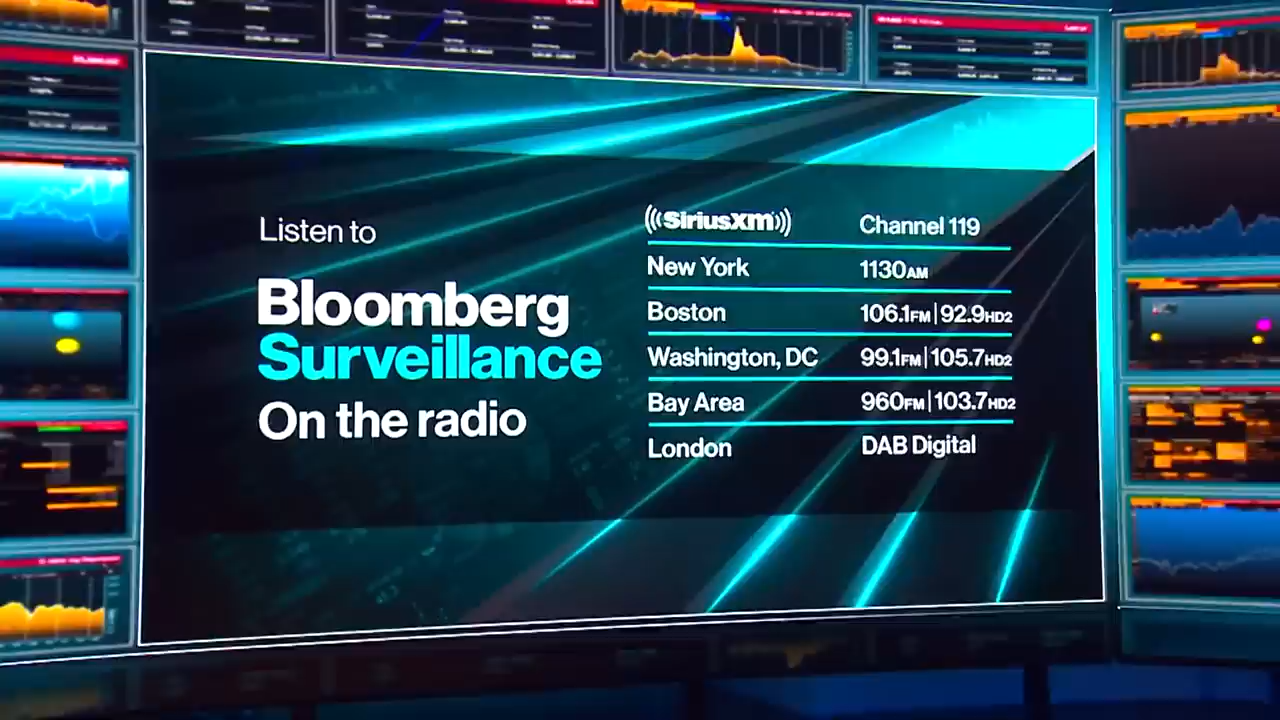 Listen to
Bloomberg
Surveillance
On the radio
SiriusXM Channel 119
New York 1130AM
Boston 106.1FM|92.9HD2
Washington, DC 99.1FM|105.7HD2
Bay Area 960FM|103.7HD2
London DAB Digital